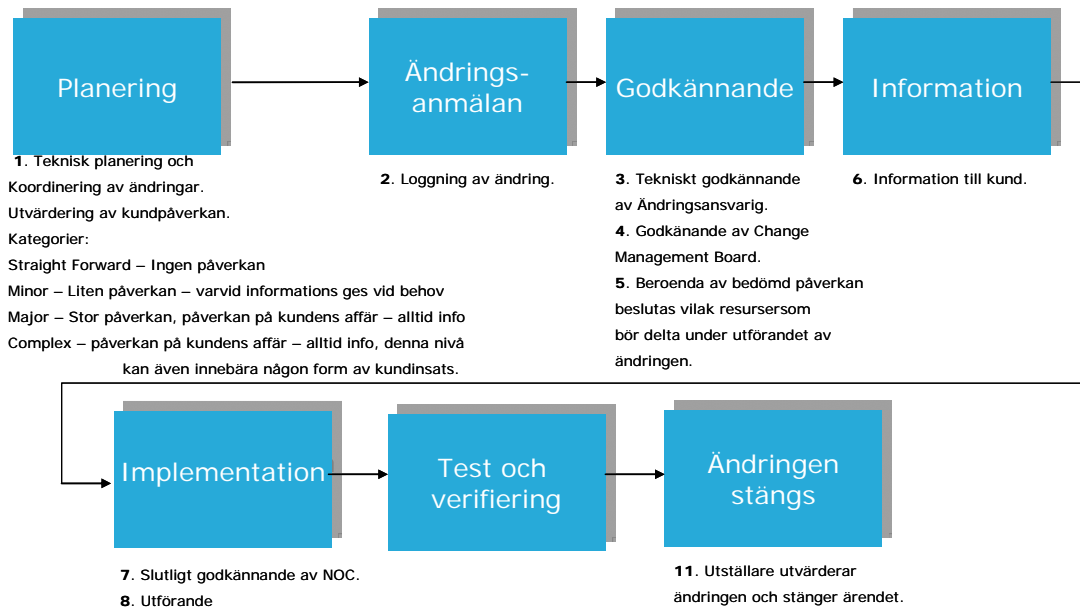 Planering
1. Teknisk planering och
Koordinering av ändringar.
Utvärdering av kundpåverkan.
Kategorier:
Straight Forward – Ingen påverkan
Minor – Liten påverkan – varvid informations ges vid behov
Major – Stor påverkan, påverkan på kundens affär – alltid info
Complex – påverkan på kundens affär – alltid info, denna nivå
kan även innebära någon form av kundinsats.
Ändrings-
anmälan
2. Loggning av ändring.
Godkännande
3. Tekniskt godkännande
av Ändringsansvarig.
4. Godkänande av Change
Management Board.
5. Beroenda av bedömd påverkan
beslutas vilak resursersom
bör delta under utförandet av
ändringen.
Information
6. Information till kund.
Implementation
7. Slutligt godkännande av NOC.
8. Utförande
Test och
verifiering
Ändringen
stängs
11. Utställare utvärderar
ändringen och stänger ärendet.